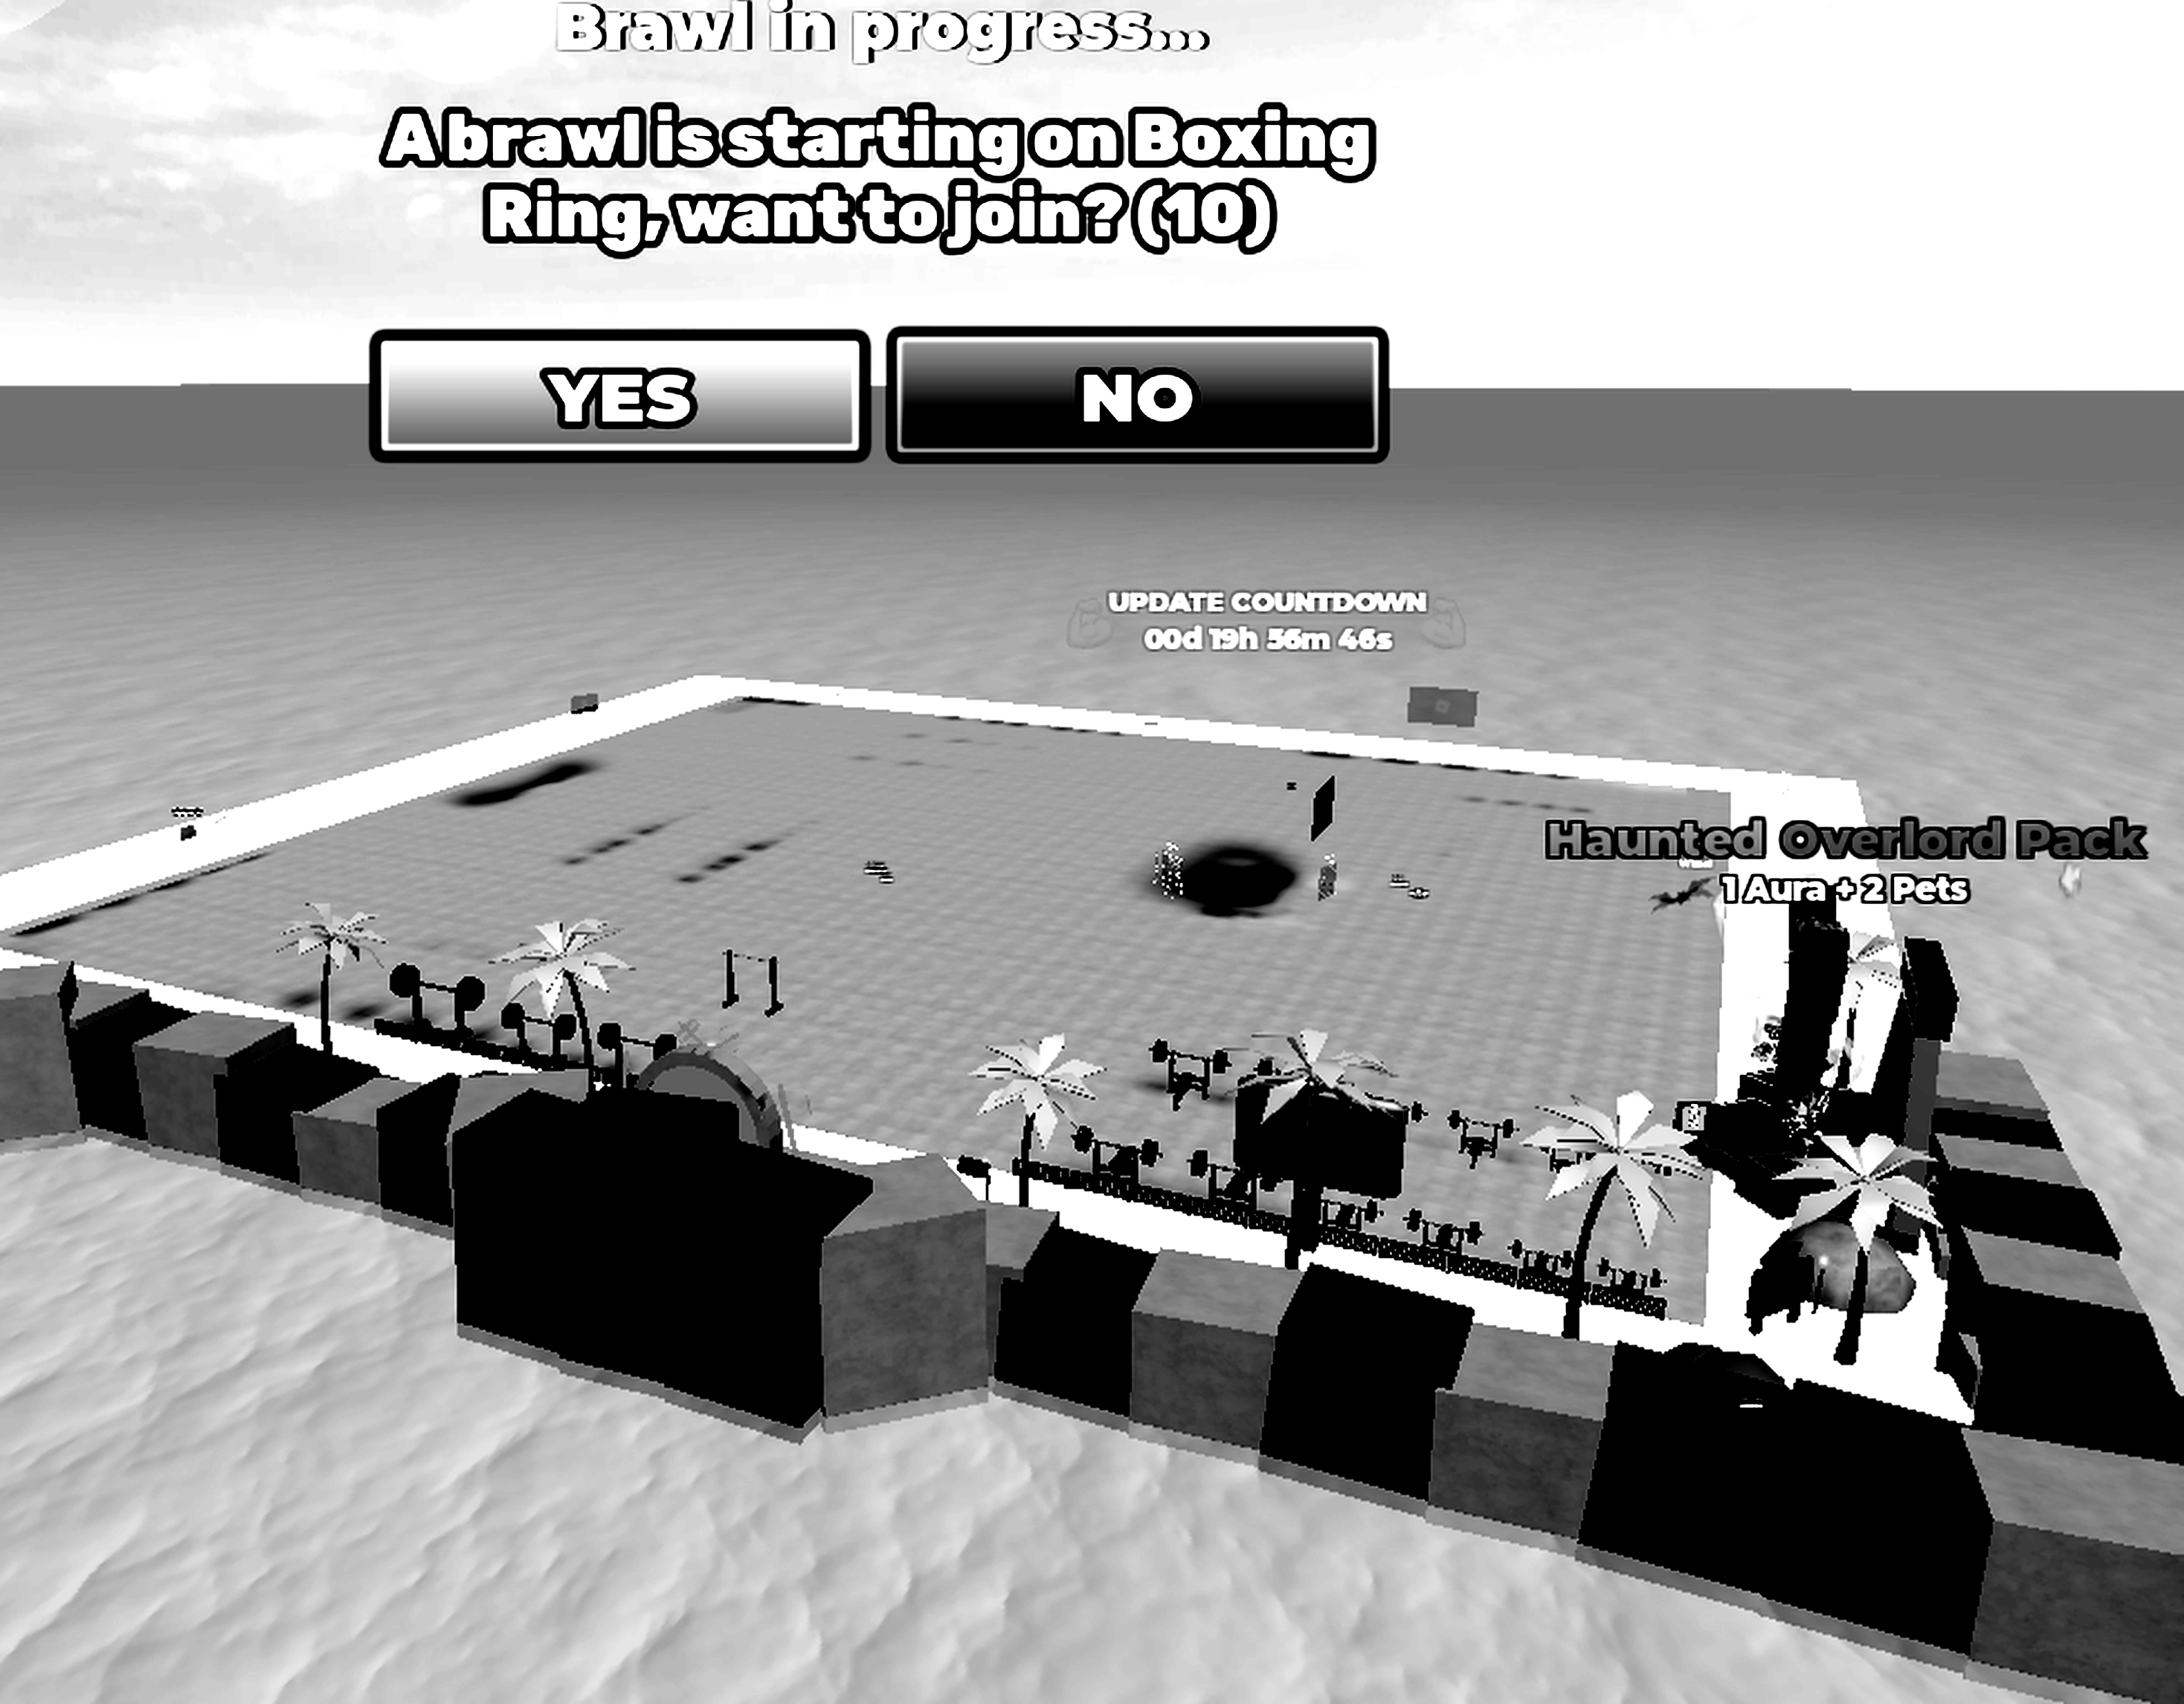 Brawl in progress...
A brawl is starting on Boxing
Ring, want to join? (10)
YES
NO
UPDATE COUNTDOWN
00d 19h 56m 46s
Haunted Overlord Pack
1 Aura + 2 Pets